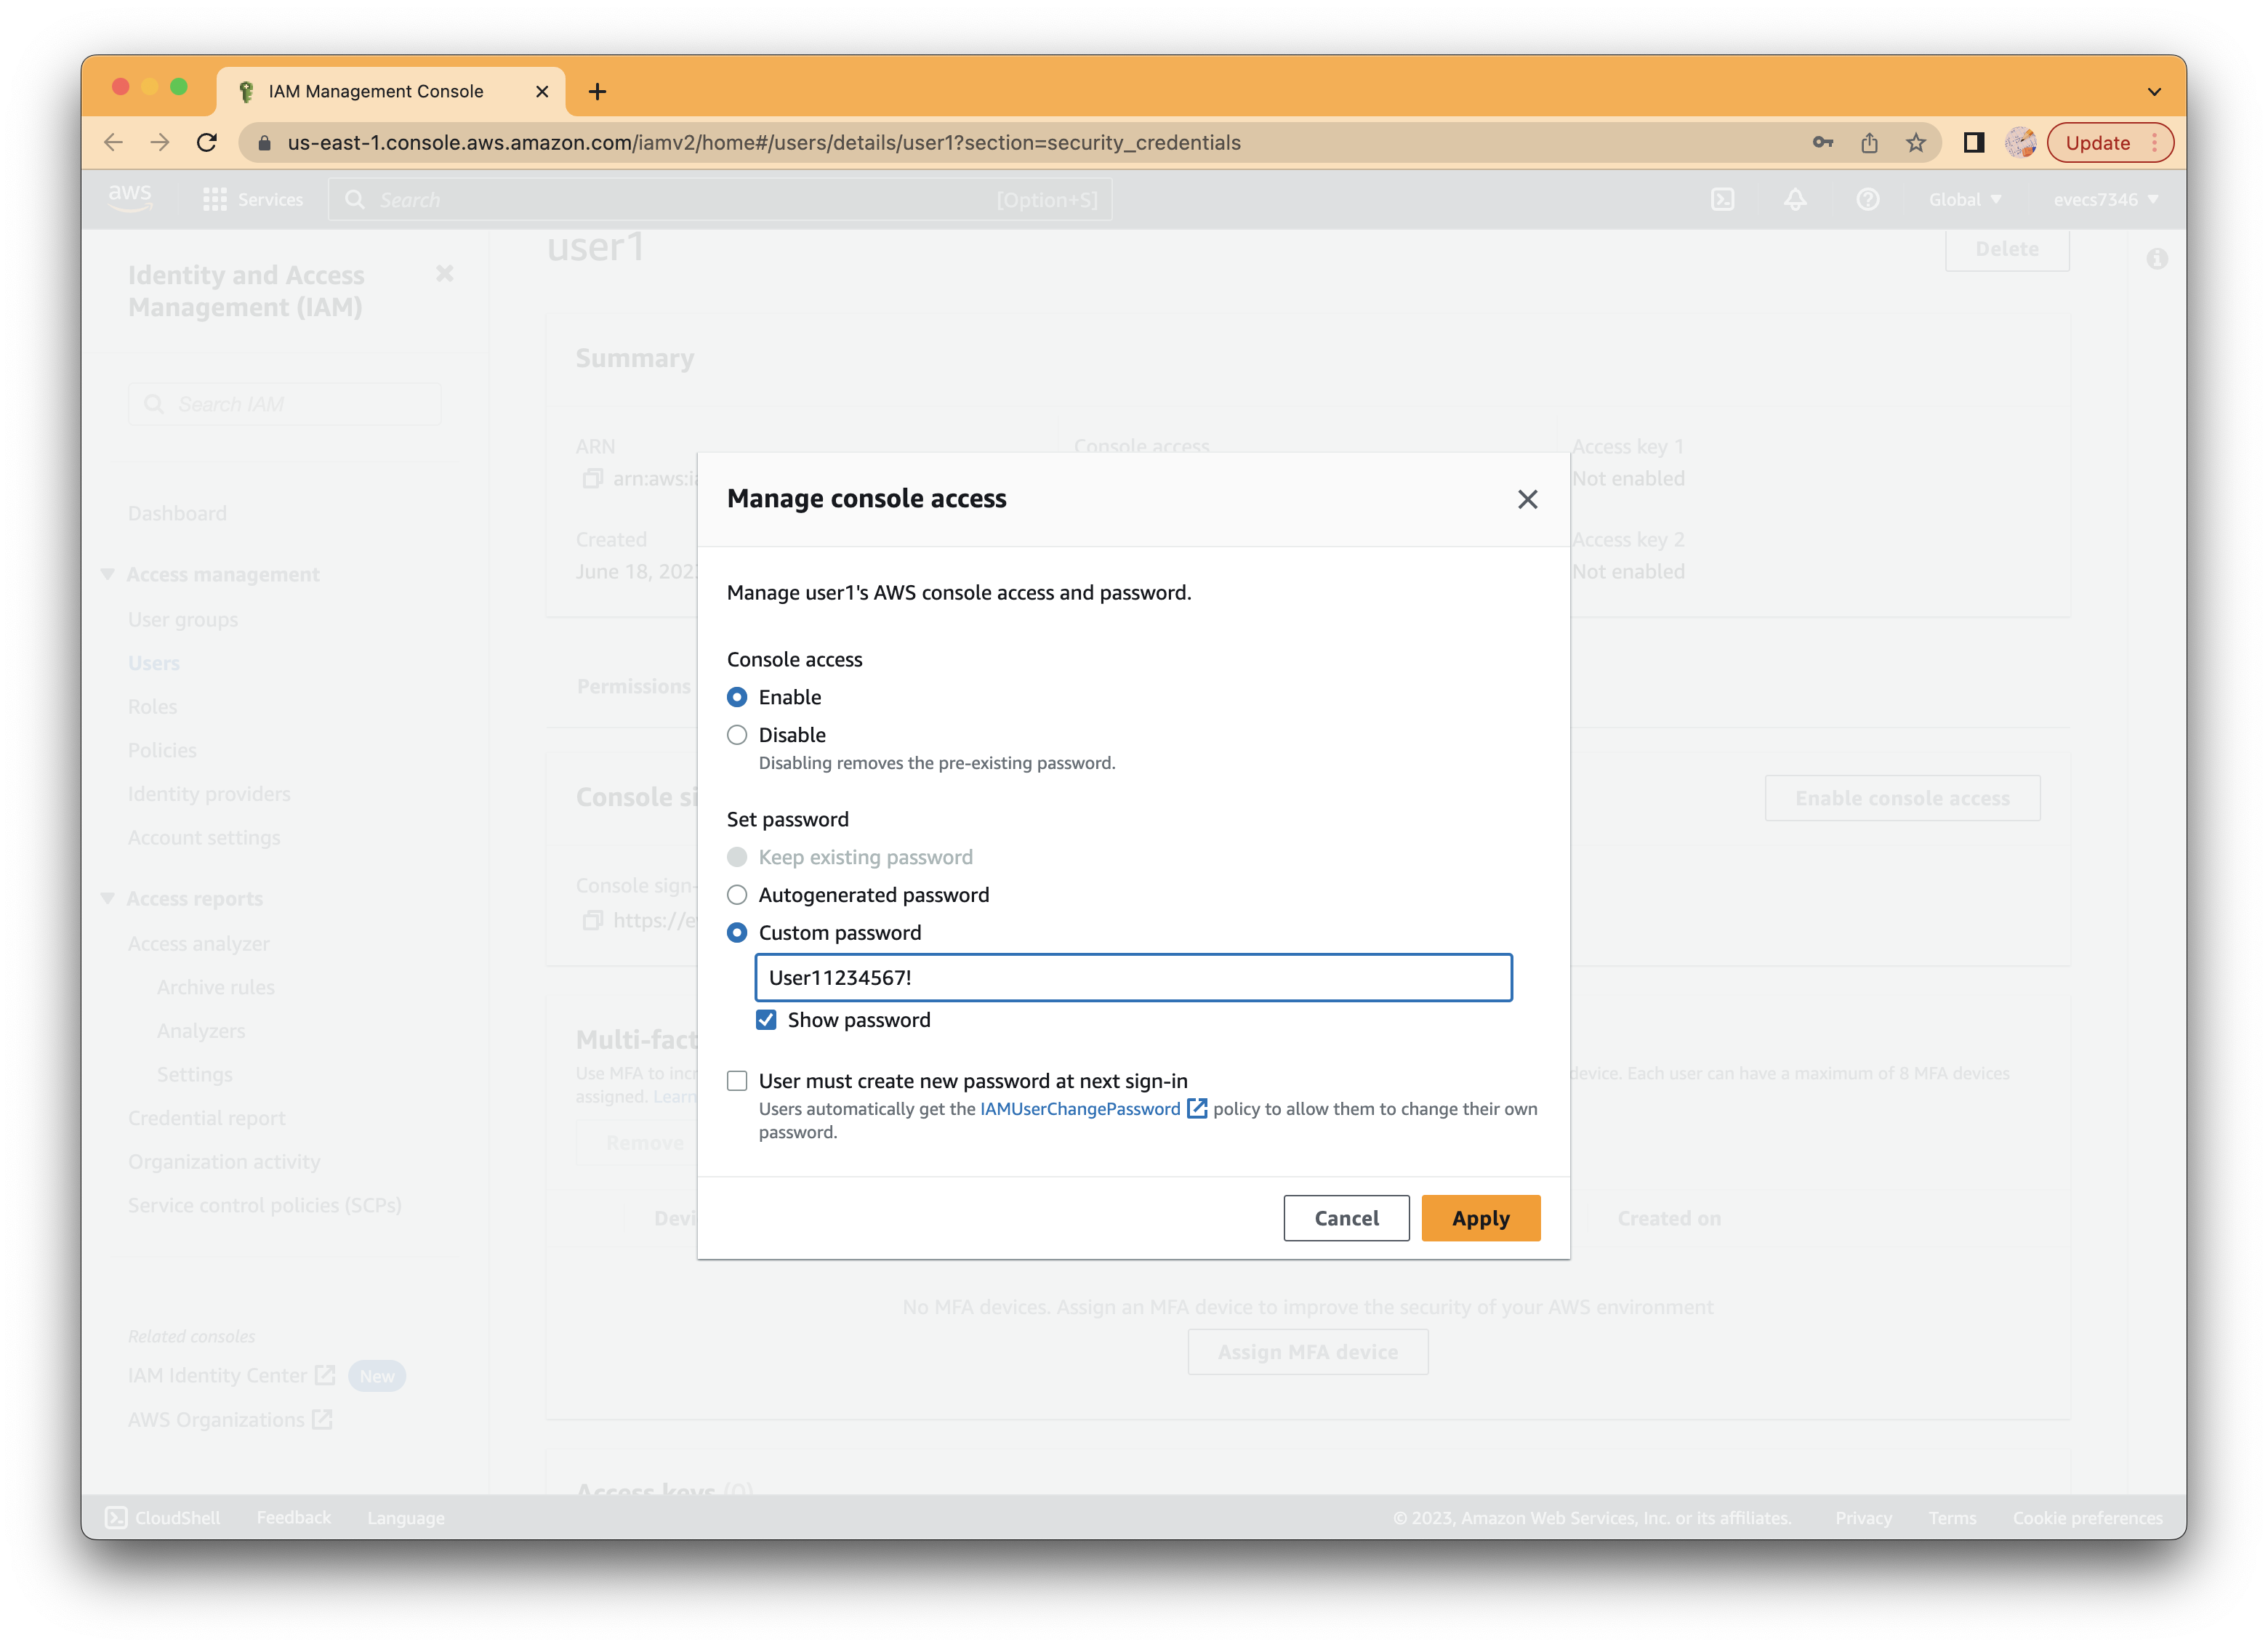 IAM Management Console
us-east-1.console.aws.amazon.com/iamv2/home#/users/details/user1?section=security_credentials
Update
aws
Services
Search
[Option+S]
Global
evecs7346
Identity and Access
Management (IAM)
Search IAM
Dashboard
Access management
User groups
Users
Roles
Policies
Identity providers
Account settings
Access reports
Access analyzer
Archive rules
Analyzers
Settings
Credential report
Organization activity
Service control policies (SCPs)
Related consoles
IAM Identity Center
New
AWS Organizations
user1
Delete
Summary
ARN
Console access
Access key 1
arn:aws:ia
Not enabled
Created
Access key 2
June 18, 202
Not enabled
Permissions
Console si
Enable console access
Console sign-
https://e
Multi-fact
Use MFA to incr
device. Each user can have a maximum of 8 MFA devices
assigned. Learn
Remove
Devi
Created on
No MFA devices. Assign an MFA device to improve the security of your AWS environment
Assign MFA device
Access keys (0)
Manage console access
Manage user1's AWS console access and password.
Console access
Enable
Disable
Disabling removes the pre-existing password.
Set password
Keep existing password
Autogenerated password
Custom password
User11234567!
Show password
User must create new password at next sign-in
Users automatically get the IAMUserChangePassword policy to allow them to change their own
password.
Cancel
Apply
CloudShell
Feedback
Language
© 2023, Amazon Web Services, Inc. or its affiliates.
Privacy
Terms
Cookie preferences